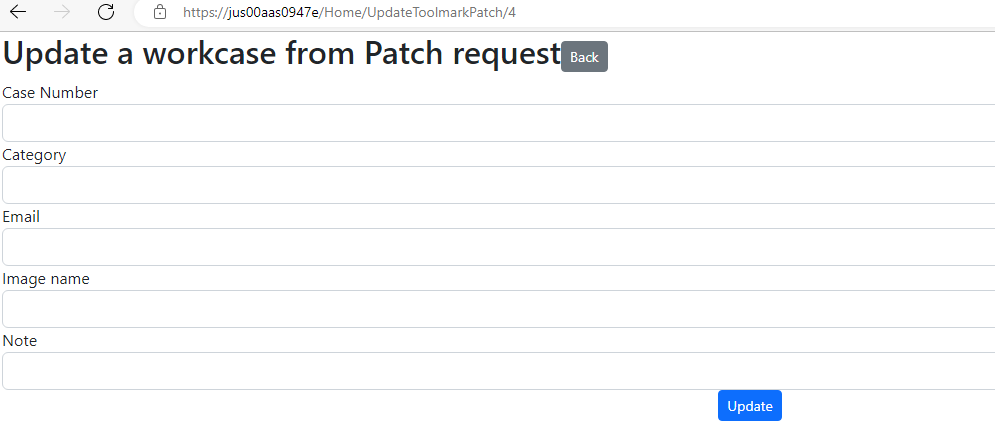 https://jus00aas0947e/Home/UpdateToolmarkPatch/4
Update a workcase from Patch request Back
Case Number
Category
Email
Image name
Note
Update